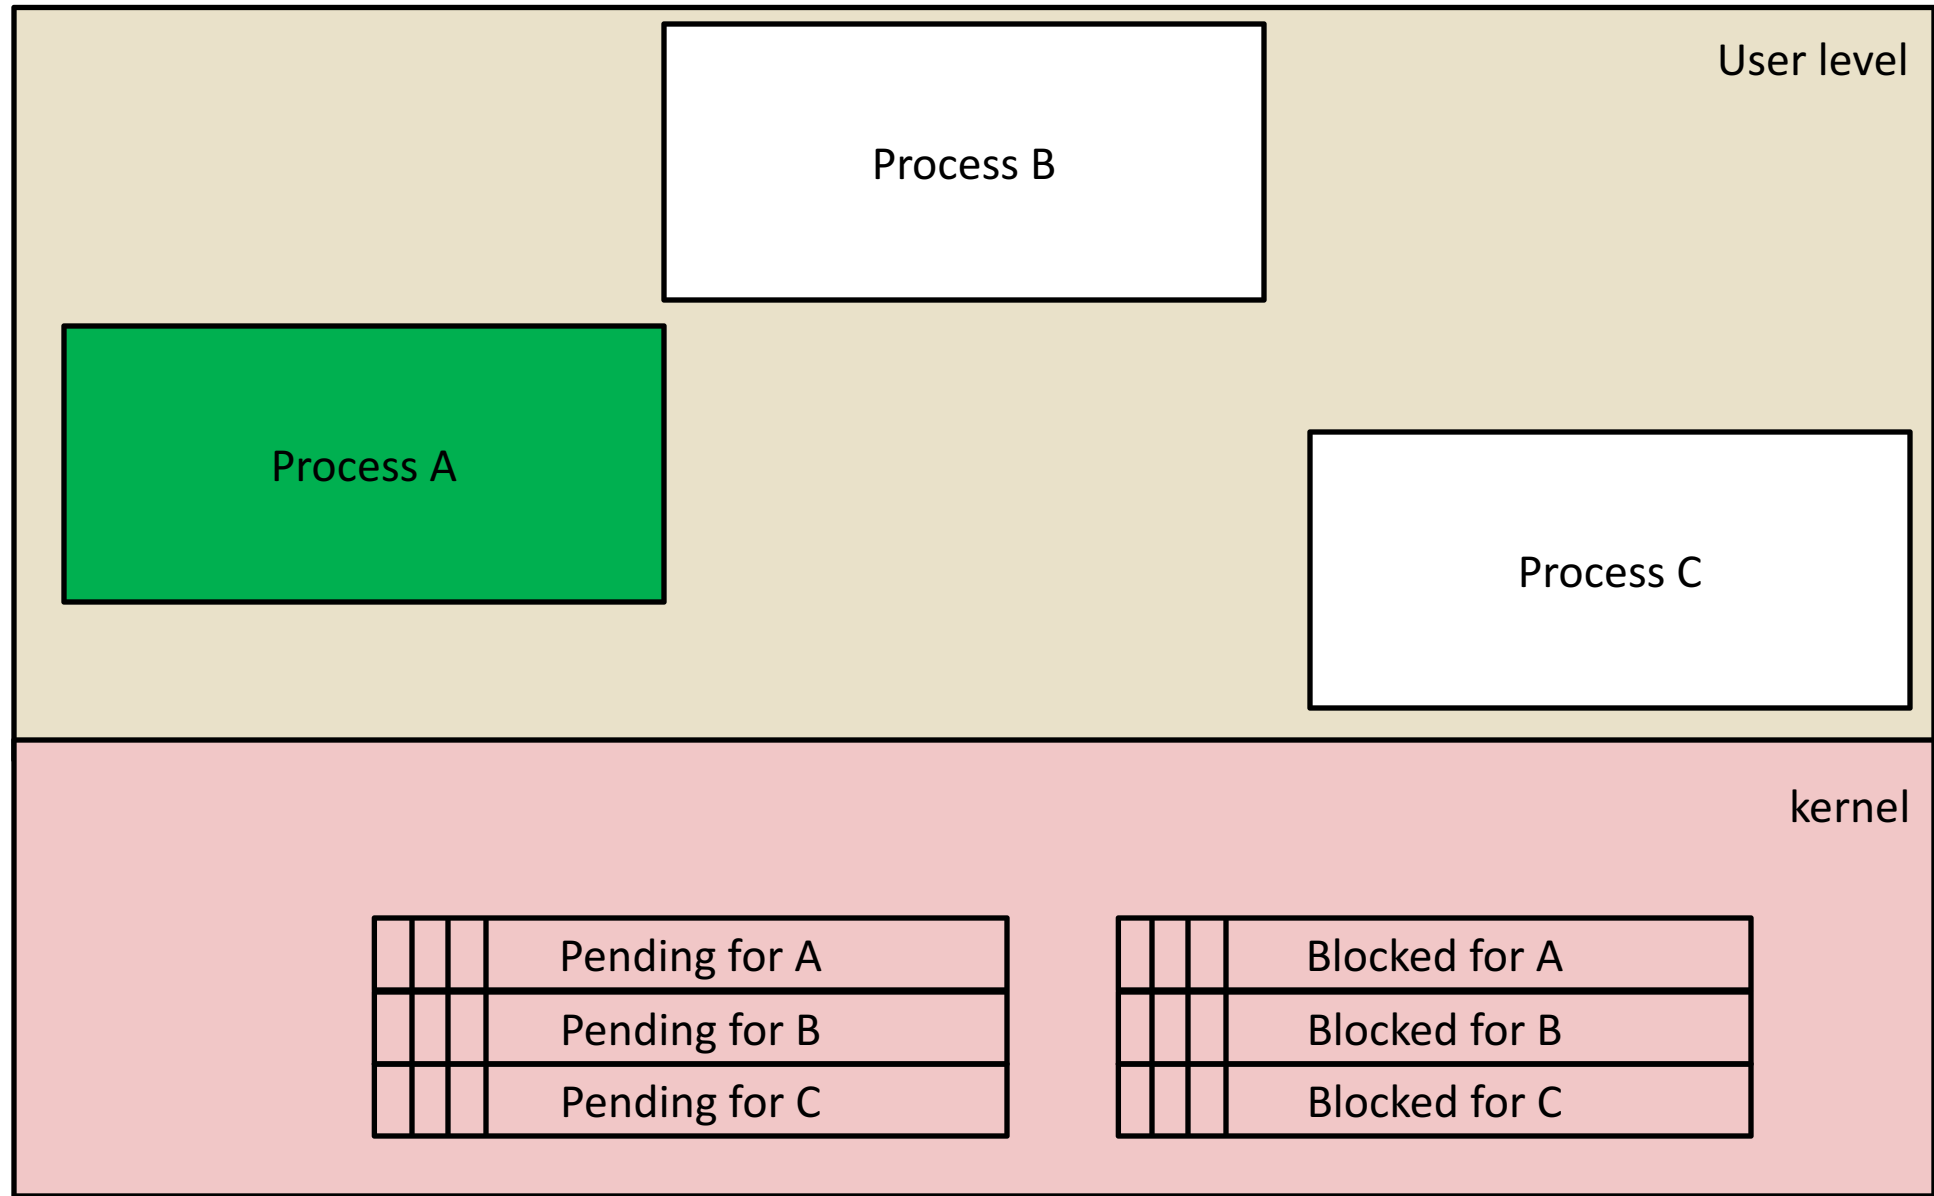 User level
Process B
Process A
Process C
kernel
Pending for A
Blocked for A
Pending for B
Blocked for B
Pending for C
Blocked for C